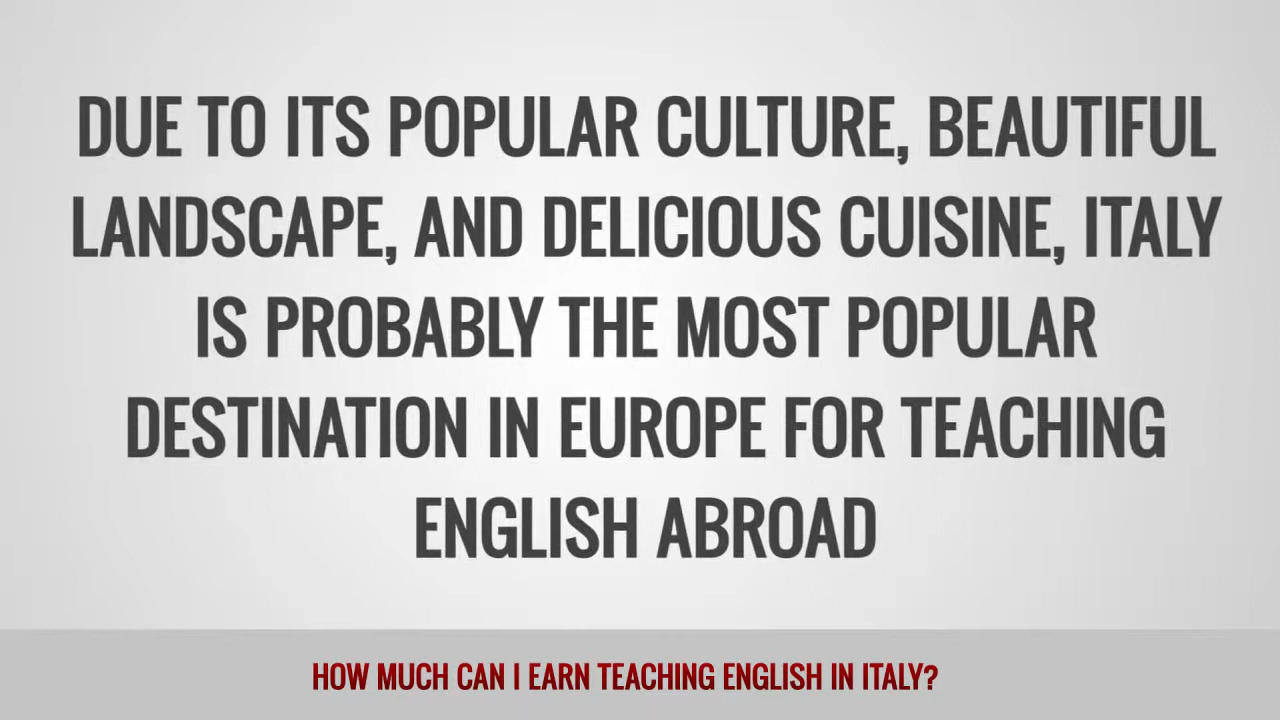 DUE TO ITS POPULAR CULTURE, BEAUTIFUL
LANDSCAPE, AND DELICIOUS CUISINE, ITALY
IS PROBABLY THE MOST POPULAR
DESTINATION IN EUROPE FOR TEACHING
ENGLISH ABROAD
HOW MUCH CAN I EARN TEACHING ENGLISH IN ITALY?